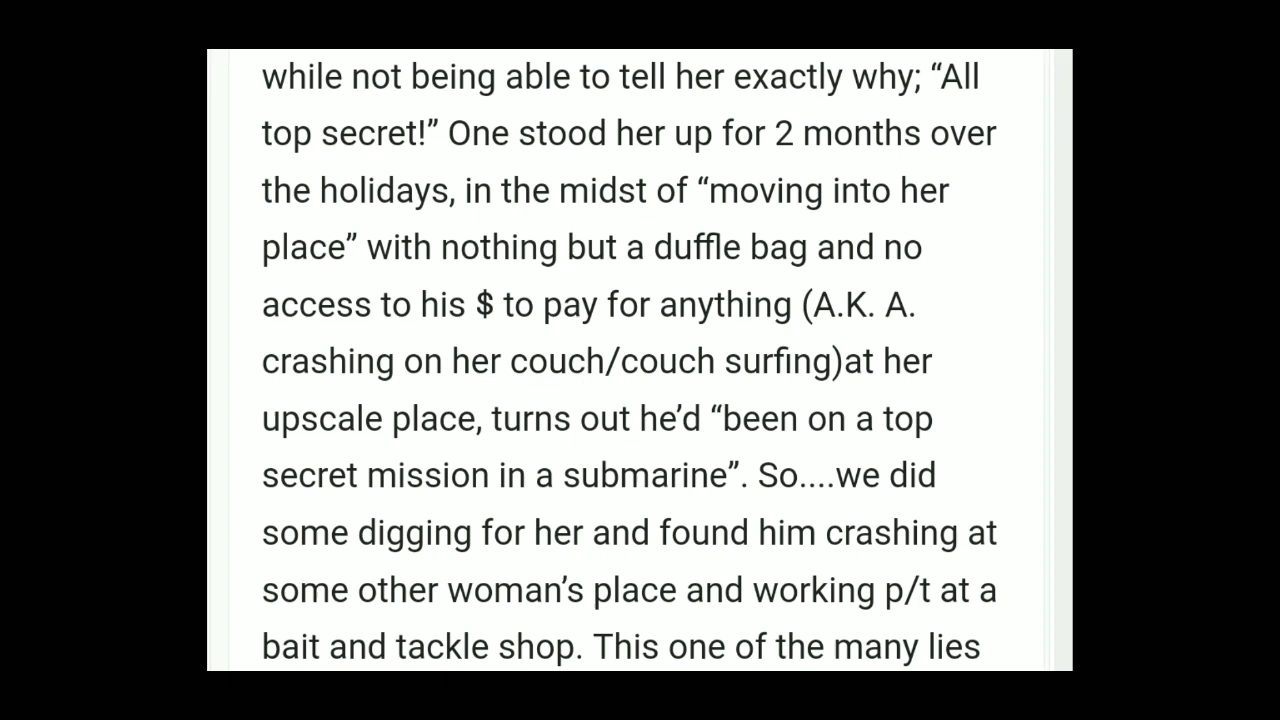 while not being able to tell her exactly why; “All
top secret!” One stood her up for 2 months over
the holidays, in the midst of “moving into her
place” with nothing but a duffle bag and no
access to his $ to pay for anything (A.K. A.
crashing on her couch/couch surfing)at her
upscale place, turns out he’d “been on a top
secret mission in a submarine”. So....we did
some digging for her and found him crashing at
some other woman’s place and working p/t at a
bait and tackle shop. This one of the many lies